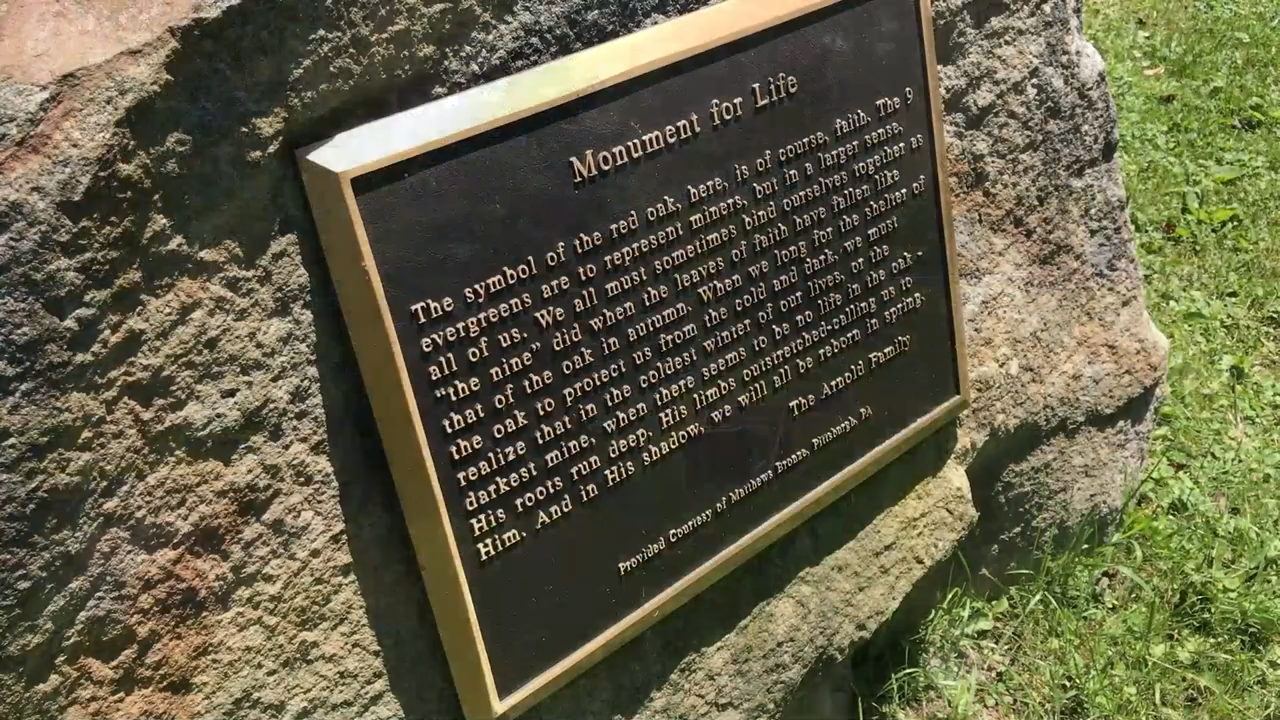 Monument for Life
The symbol of the red oak, here, is of course, faith. The 9
evergreens are to represent miners, but in a larger sense,
all of us. We all must sometimes bind ourselves together as
"the nine" did when the leaves of faith have fallen like
that of the oak in autumn. When we long for the shelter of
the oak to protect us from the cold and dark, we must
realize that in the coldest winter of our lives, or the
darkest mine, when there seems to be no life in the oak -
His roots run deep. His limbs outstretched-calling us to
Him. And in His shadow, we will all be reborn in spring.
The Arnold Family
Provided Courtesy of Matthews Bronze, Pittsburgh, PA